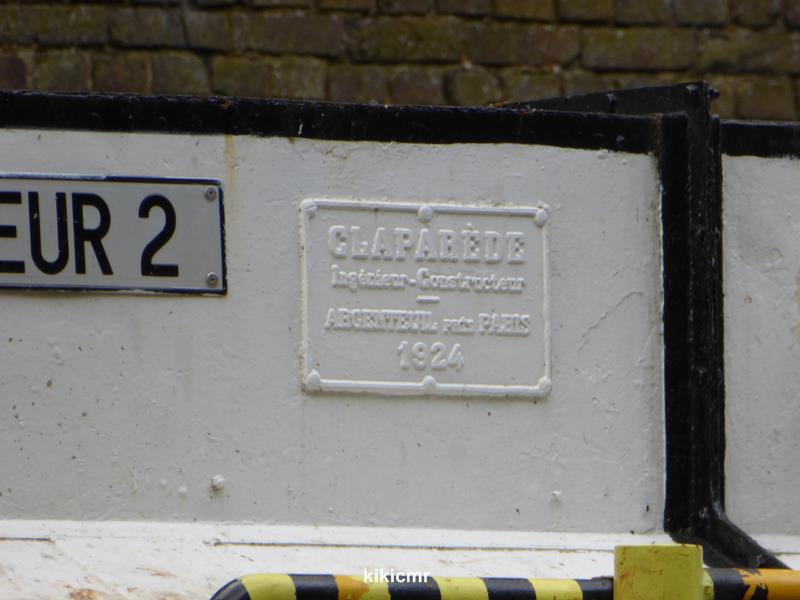 EUR 2
CLAPARÈDE
Ingénieur-Constructeur
ARGENTEUIL près PARIS
1924
kikicmr